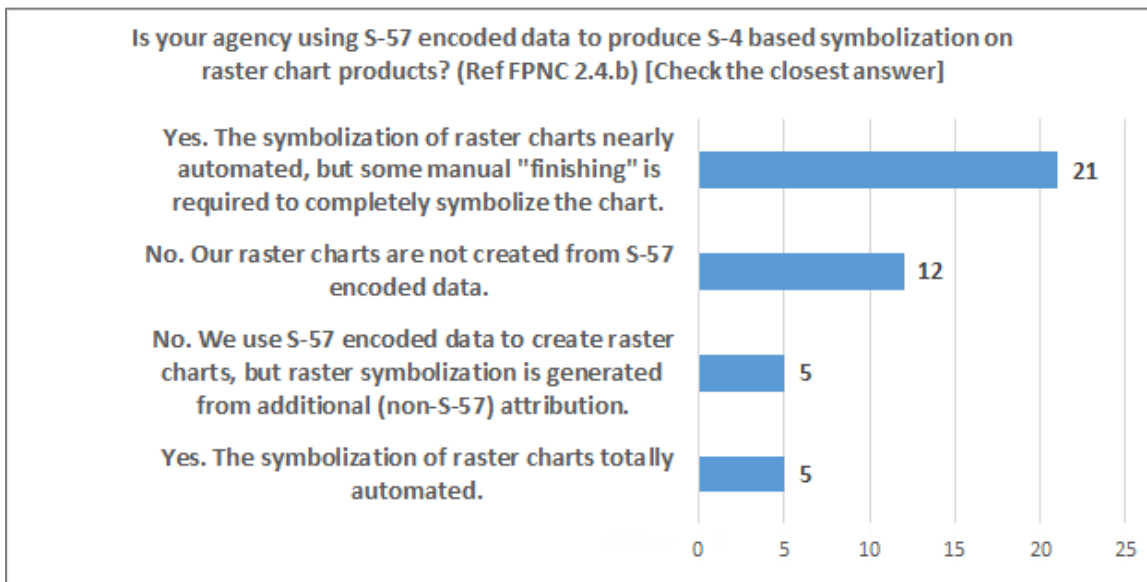 Is your agency using S-57 encoded data to produce S-4 based symbolization on
raster chart products? (Ref FPNC 2.4.b) [Check the closest answer]
Yes. The symbolization of raster charts nearly
automated, but some manual "finishing" is
required to completely symbolize the chart.
21
No. Our raster charts are not created from S-57
encoded data.
12
No. We use S-57 encoded data to create raster
charts, but raster symbolization is generated
from additional (non-S-57) attribution.
5
Yes. The symbolization of raster charts totally
automated.
5
0 5 10 15 20 25